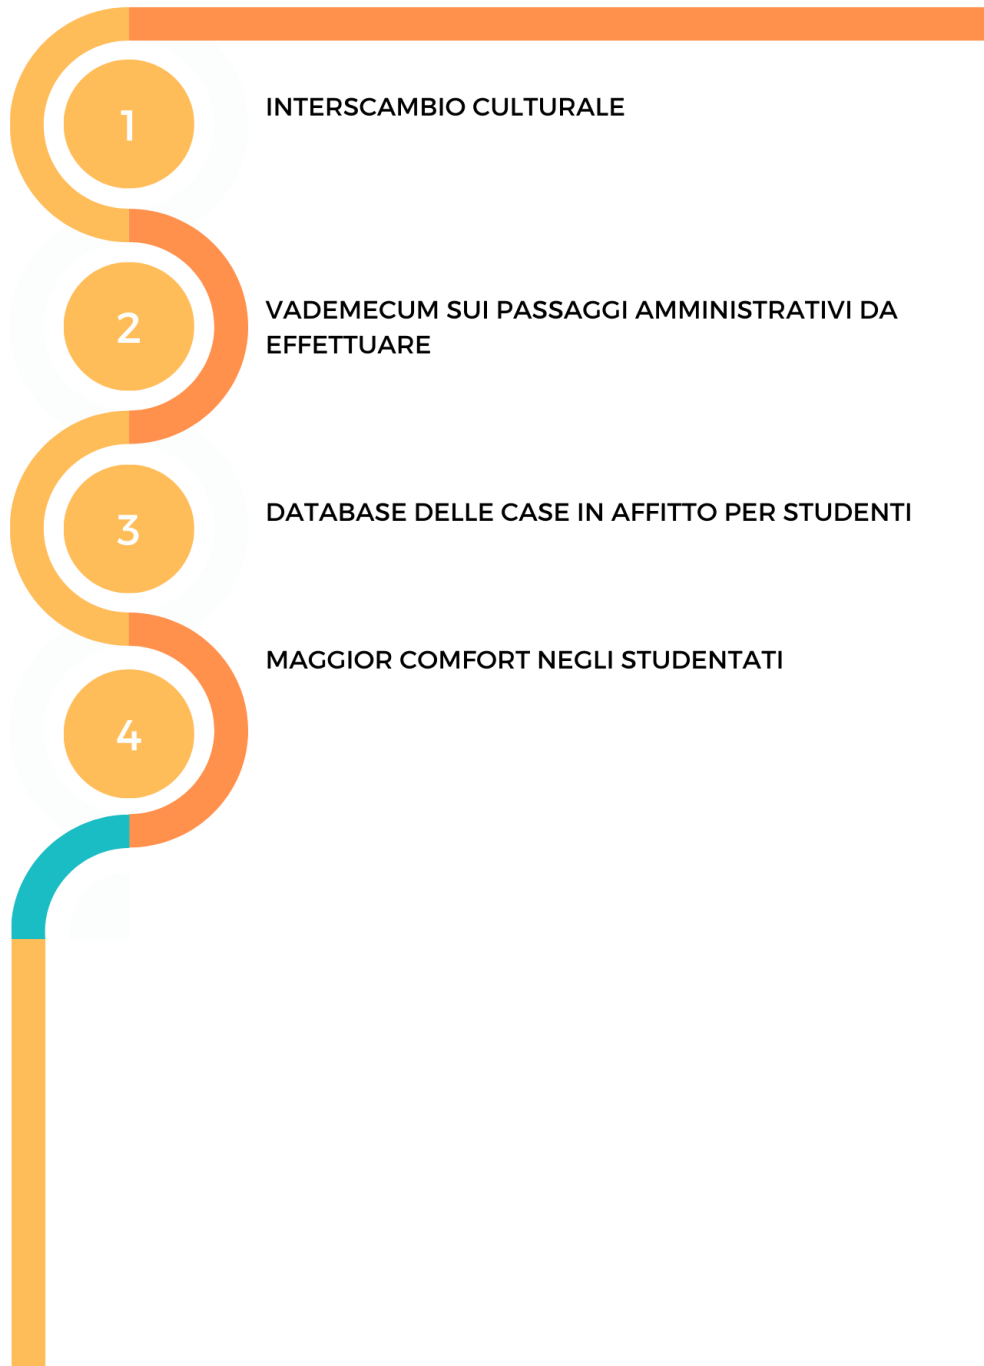 1
INTERSCAMBIO CULTURALE
2
VADEMECUM SUI PASSAGGI AMMINISTRATIVI DA
EFFETTUARE
3
DATABASE DELLE CASE IN AFFITTO PER STUDENTI
4
MAGGIOR COMFORT NEGLI STUDENTATI